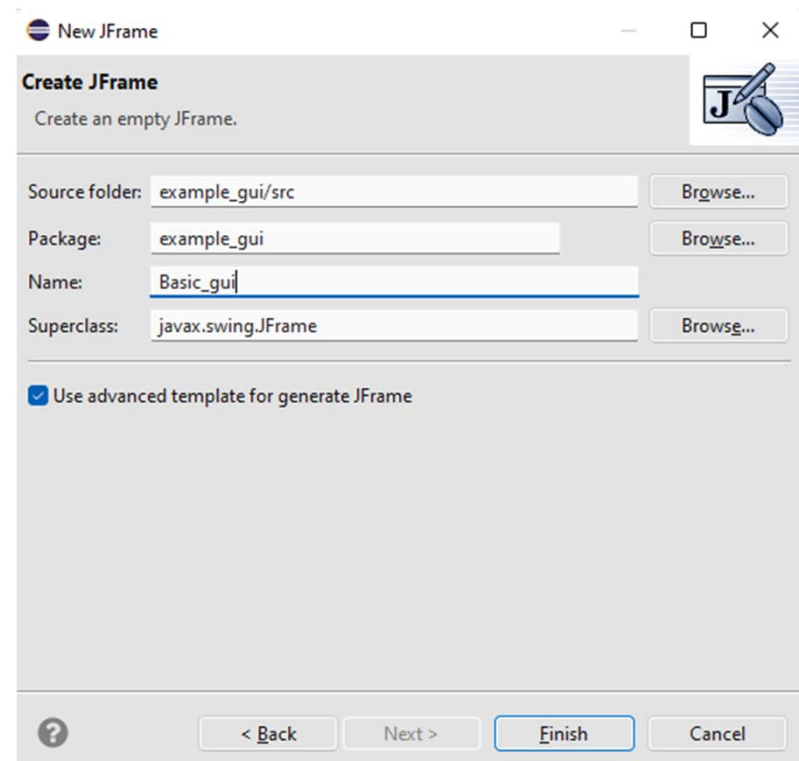 New JFrame
Create JFrame
Create an empty JFrame.
J
Source folder: example_gui/src Browse...
Package: example_gui Browse...
Name: Basic_gui
Superclass: javax.swing.JFrame Browse...
Use advanced template for generate JFrame
? < Back Next > Finish Cancel